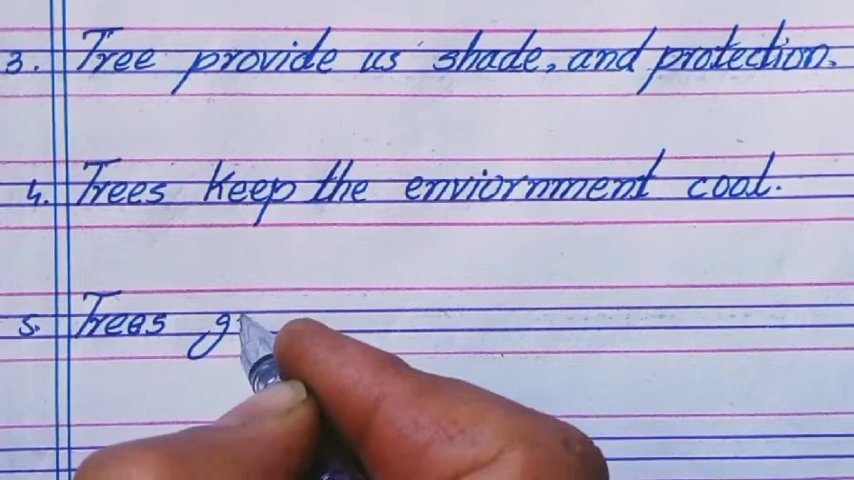 3. Tree provide us shade, and protection.
4. Trees keep the enviornment cool.
5. Trees g